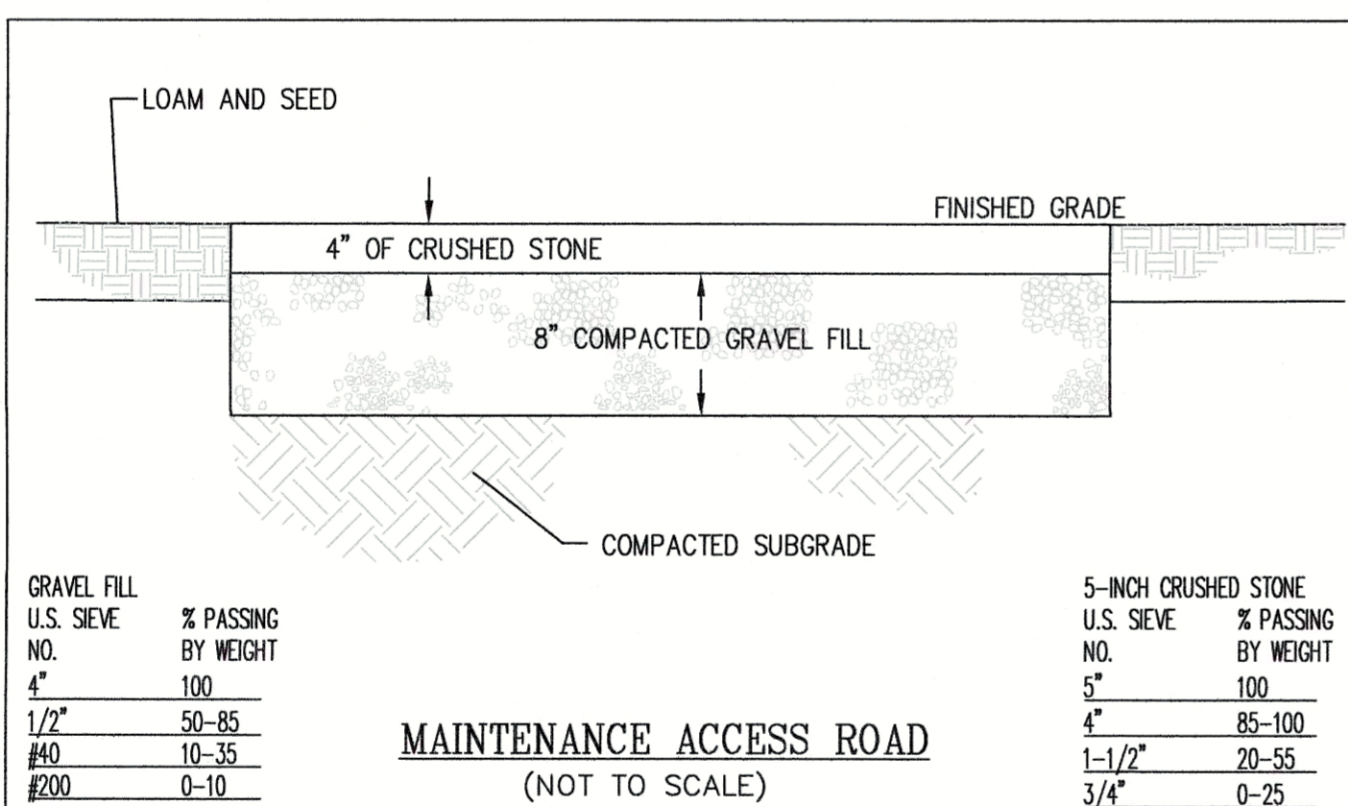 LOAM AND SEED
FINISHED GRADE
4" OF CRUSHED STONE
8" COMPACTED GRAVEL FILL
COMPACTED SUBGRADE
GRAVEL FILL
U.S. SIEVE % PASSING
NO. BY WEIGHT
4" 100
1/2" 50-85
#40 10-35
#200 0-10
MAINTENANCE ACCESS ROAD
(NOT TO SCALE)
5-INCH CRUSHED STONE
U.S. SIEVE % PASSING
NO. BY WEIGHT
5" 100
4" 85-100
1-1/2" 20-55
3/4" 0-25